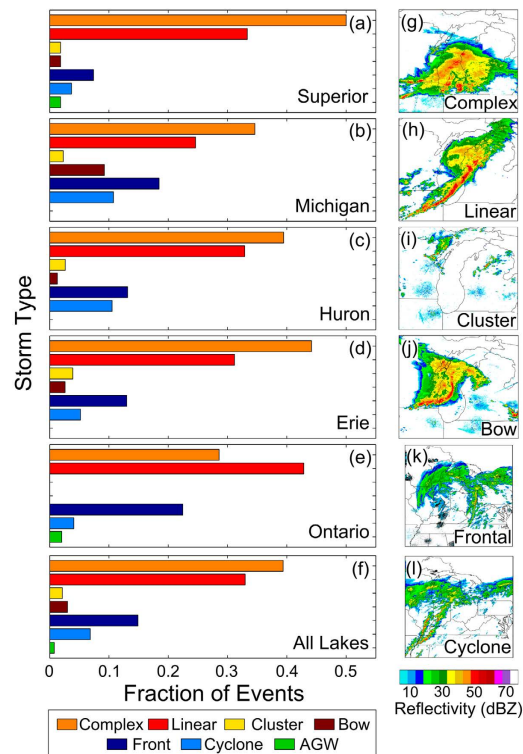 Storm Type
(a)
Superior
(b)
Michigan
(c)
Huron
(d)
Erie
(e)
Ontario
(f)
All Lakes
0 0.1 0.2 0.3 0.4 0.5
Fraction of Events
Complex Linear Cluster Bow
Front Cyclone AGW
(g)
Complex
(h)
Linear
(i)
Cluster
(j)
Bow
(k)
Frontal
(l)
Cyclone
10 30 50 70
Reflectivity (dBZ)